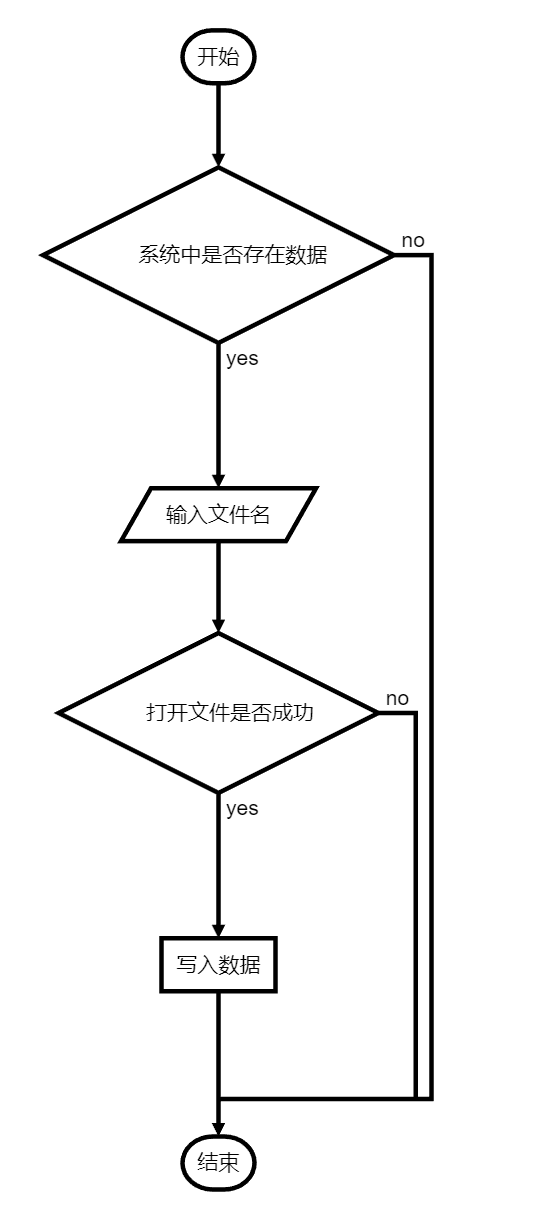 开始
系统中是否存在数据
no
yes
输入文件名
打开文件是否成功
no
yes
写入数据
结束